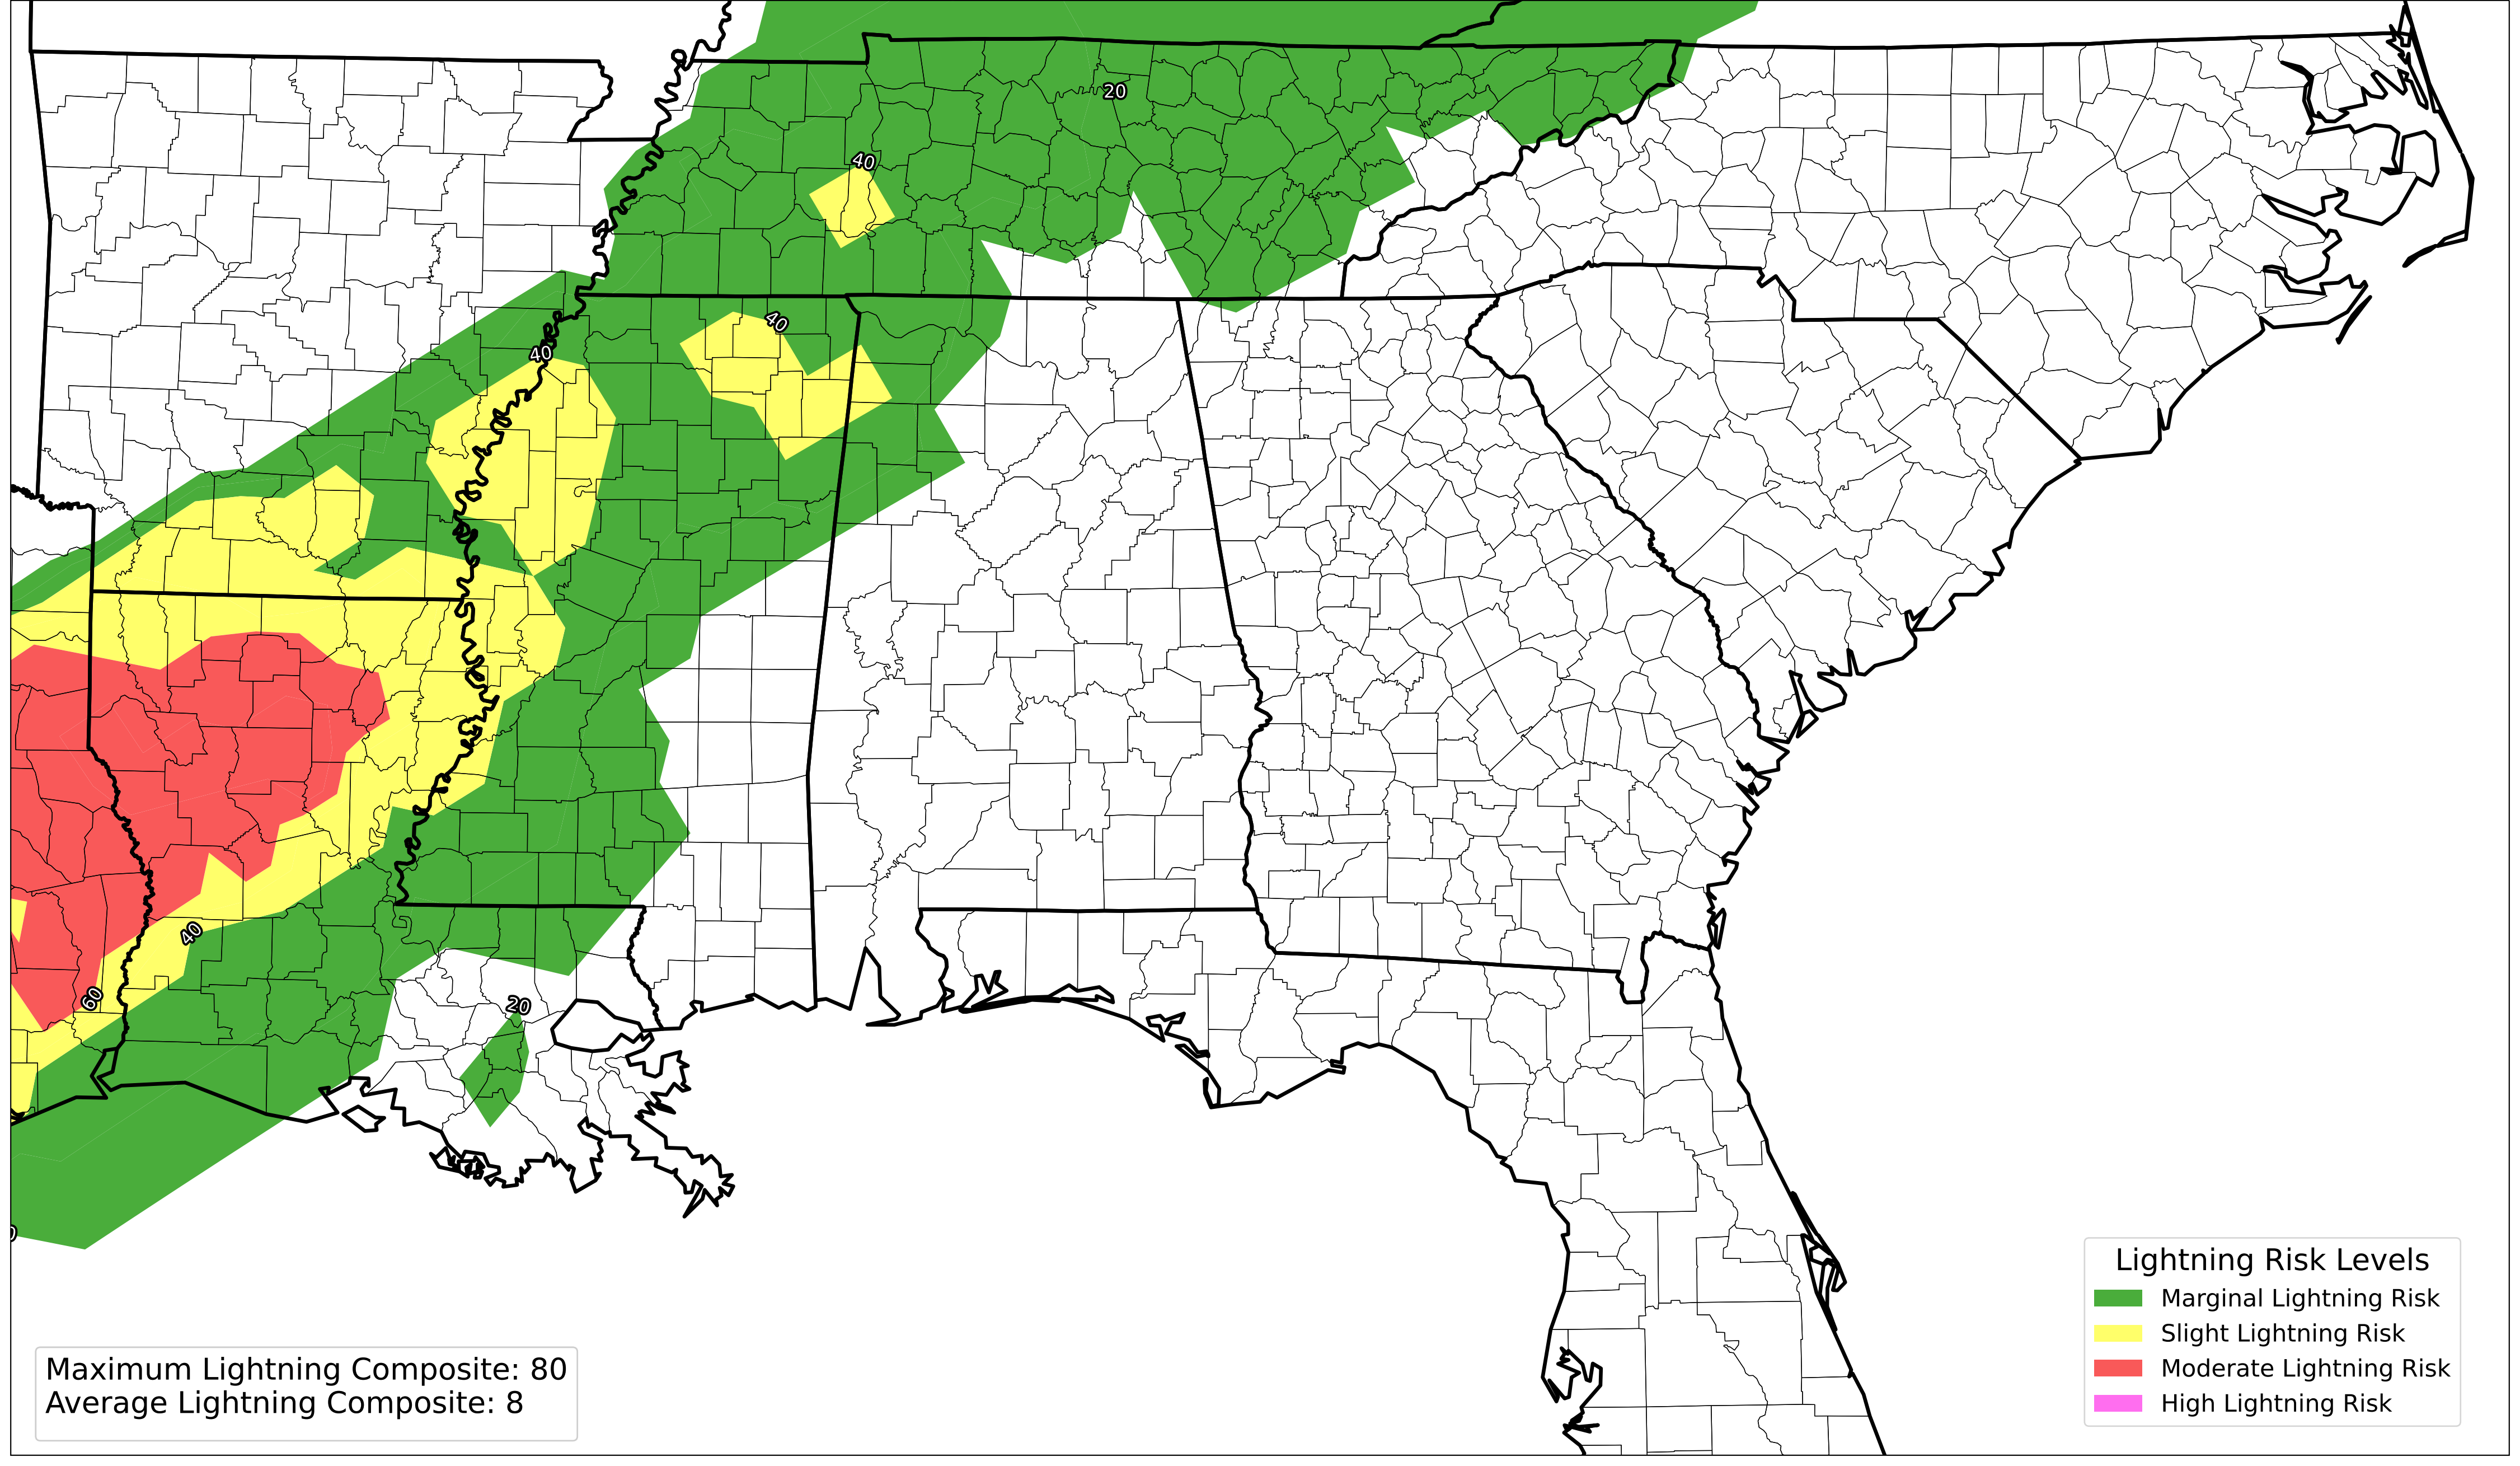 20
40
40
40
40
60
20
Lightning Risk Levels
Marginal Lightning Risk
Slight Lightning Risk
Moderate Lightning Risk
High Lightning Risk
Maximum Lightning Composite: 80
Average Lightning Composite: 8